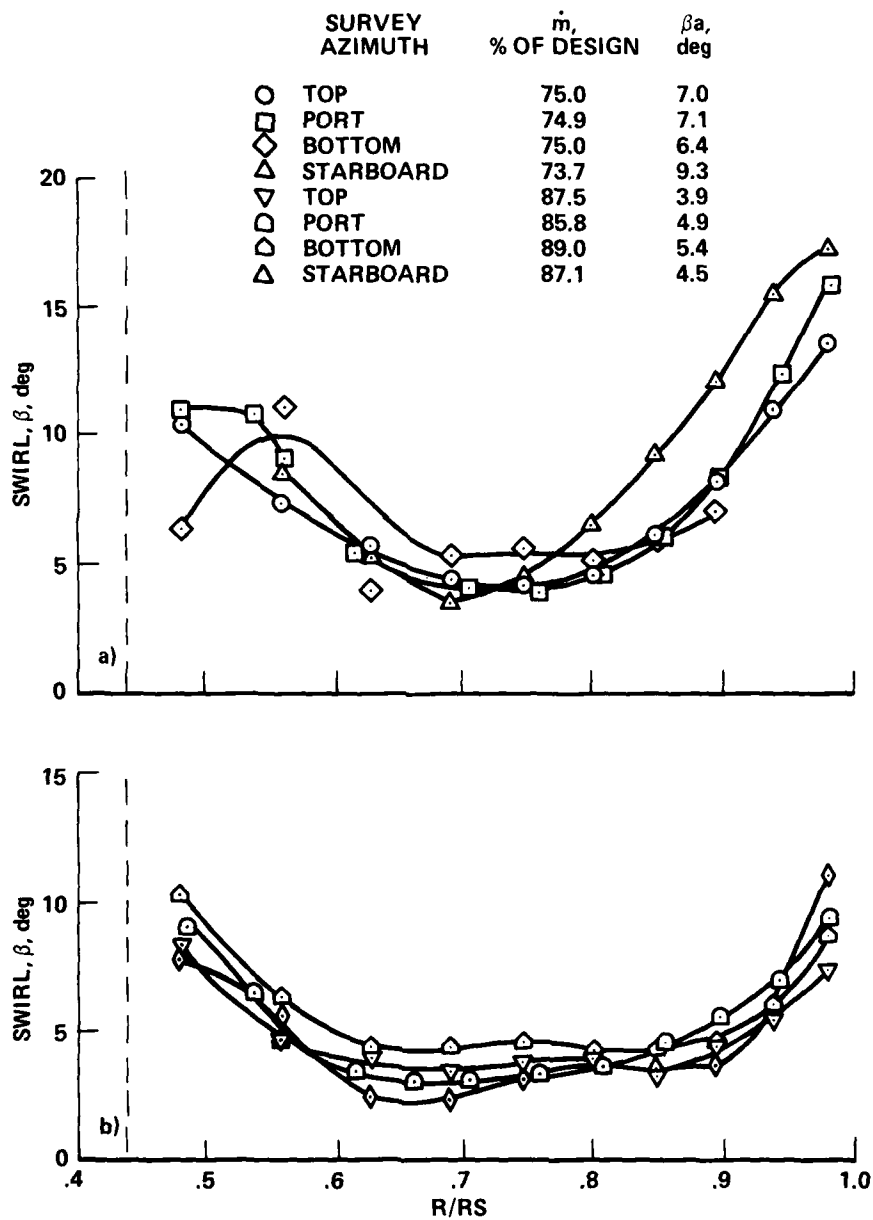 SURVEY AZIMUTH ṁ, % OF DESIGN βa, deg
TOP 75.0 7.0
PORT 74.9 7.1
BOTTOM 75.0 6.4
STARBOARD 73.7 9.3
TOP 87.5 3.9
PORT 85.8 4.9
BOTTOM 89.0 5.4
STARBOARD 87.1 4.5
20
15
10
5
0
SWIRL, β, deg
a)
15
10
5
0
SWIRL, β, deg
b)
.4 .5 .6 .7 .8 .9 1.0
R/RS